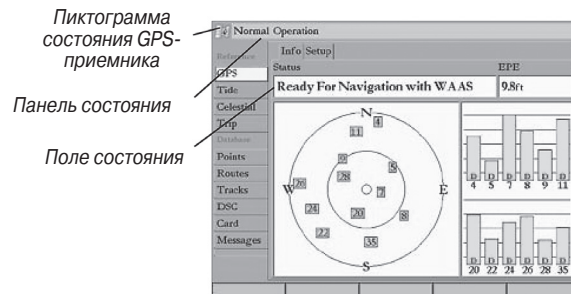 Пиктограмма
состояния GPS-
приемника
Панель состояния
Поле состояния
Normal Operation
Info Setup
Reference
GPS
Tide
Celestial
Trip
Database
Points
Routes
Tracks
DSC
Card
Messages
Status
EPE
Ready For Navigation with WAAS
9.8ft
N
4
11
9
5
28
26
W
7
E
24
20
8
22
35
S
D D D D D D
4 5 7 8 9 11
D D D D D D
20 22 24 26 28 35